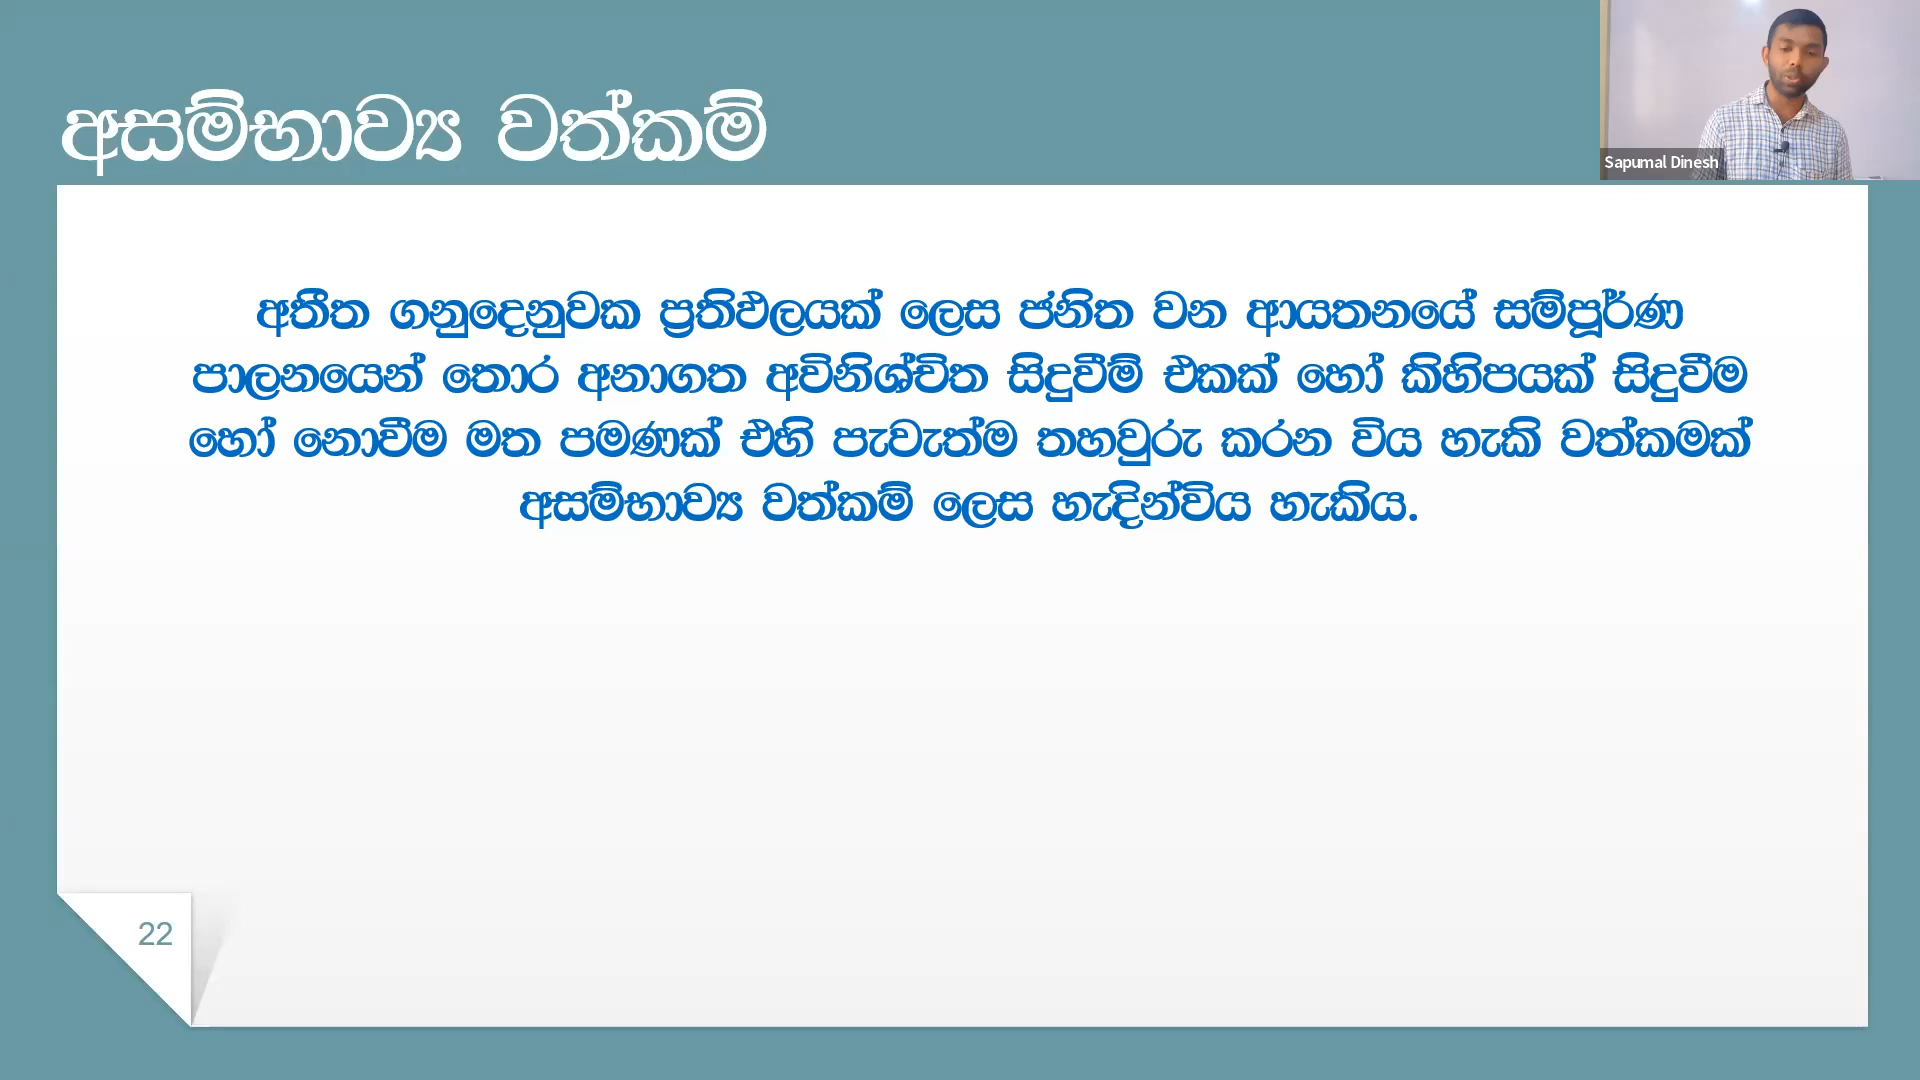 අසම්භාව්‍ය වත්කම්
Sapumal Dinesh
අතීත ගනුදෙනුවක ප්‍රතිඵලයක් ලෙස ජනිත වන ආයතනයේ සම්පූර්ණ
පාලනයෙන් තොර අනාගත අවිනිශ්චිත සිදුවීම් එකක් හෝ කිහිපයක් සිදුවීම
හෝ නොවීම මත පමණක් එහි පැවැත්ම තහවුරු කරන විය හැකි වත්කමක්
අසම්භාව්‍ය වත්කම් ලෙස හැදින්විය හැකිය.
22